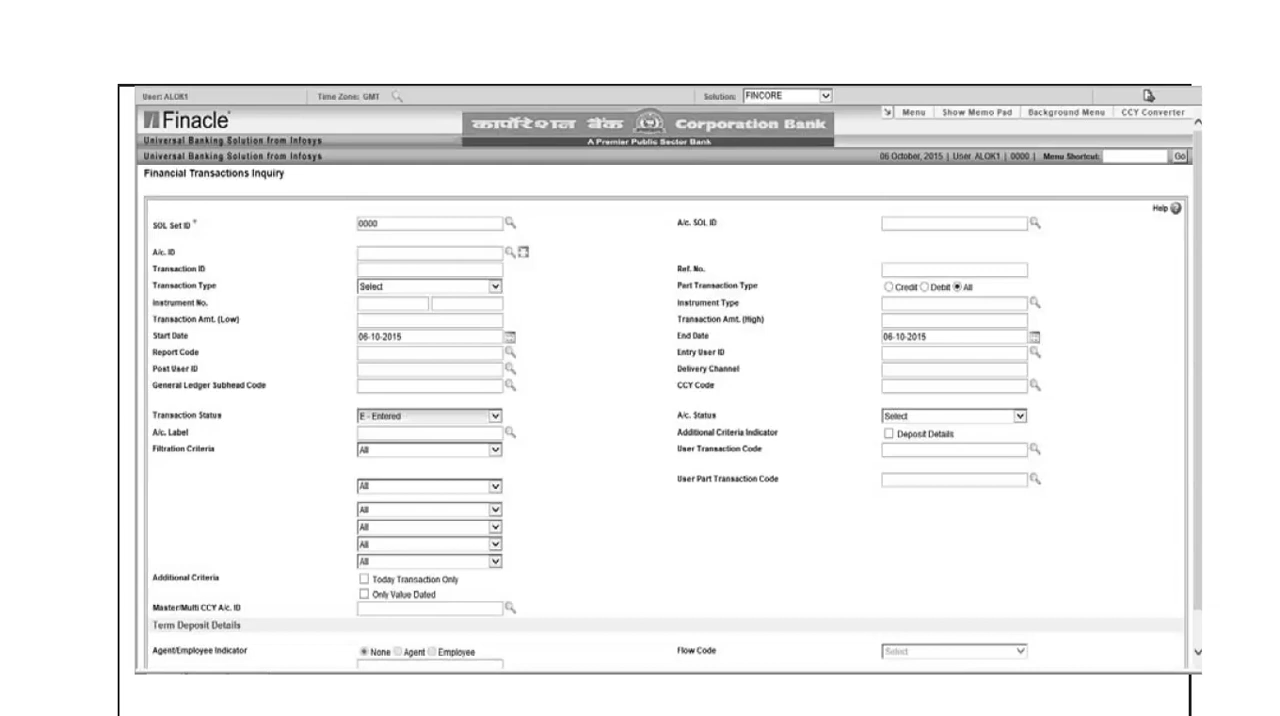 User: ALOK1 Time Zone: GMT Solution: FINCORE
Finacle Menu Show Memo Pad Background Menu CCY Converter
कार्पोरेशन बैंक Corporation Bank
A Premier Public Sector Bank
Universal Banking Solution from Infosys
Universal Banking Solution from Infosys 06 October, 2015 | User ALOK1 | 0000 | Menu Shortcut: Go
Financial Transactions Inquiry
Help
SOL Set ID * 0000 A/c. SOL ID
A/c. ID
Transaction ID Ref. No.
Transaction Type Select Part Transaction Type Credit Debit All
Instrument No. Instrument Type
Transaction Amt. (Low) Transaction Amt. (High)
Start Date 06-10-2015 End Date 06-10-2015
Report Code Entry User ID
Post User ID Delivery Channel
General Ledger Subhead Code CCY Code
Transaction Status E - Entered A/c. Status Select
A/c. Label Additional Criteria Indicator Deposit Details
Filtration Criteria All User Transaction Code
All User Part Transaction Code
All
All
All
All
Additional Criteria Today Transaction Only
Only Value Dated
Master/Multi CCY A/c. ID
Term Deposit Details
Agent/Employee Indicator None Agent Employee Flow Code Select